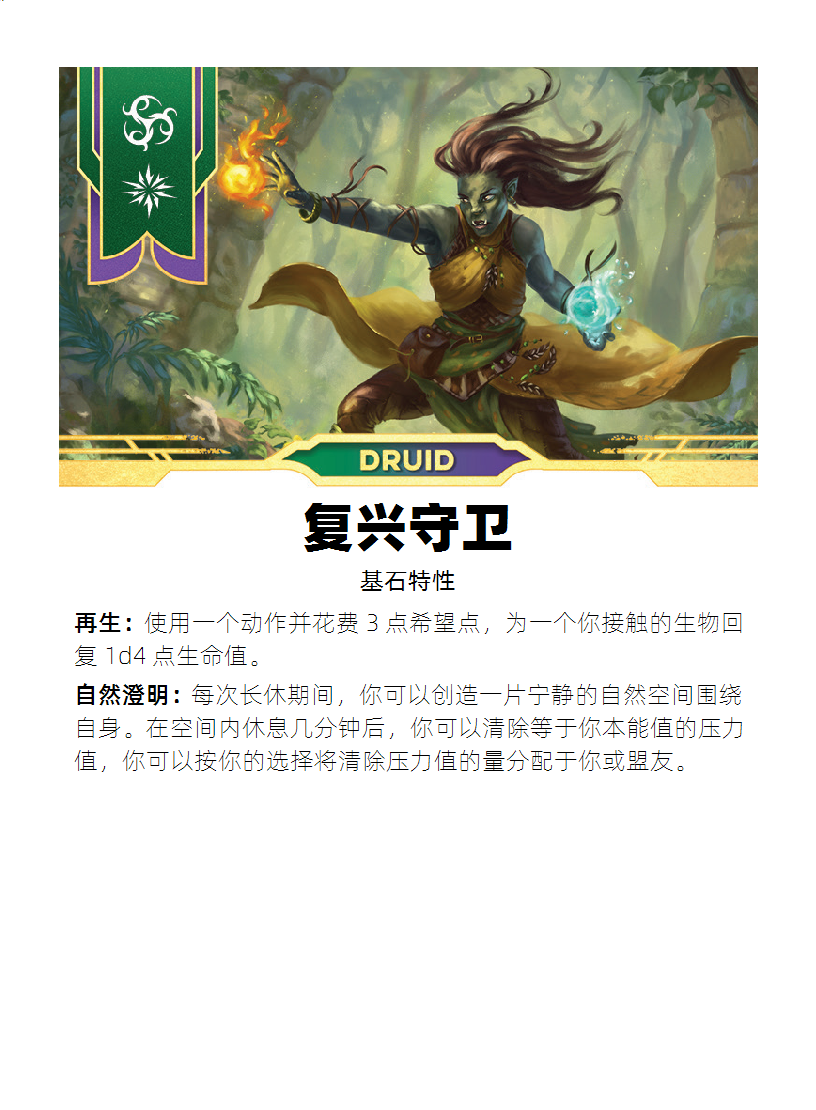 DRUID
复兴守卫
基石特性
再生：使用一个动作并花费 3 点希望点，为一个你接触的生物回
复 1d4 点生命值。
自然澄明：每次长休期间，你可以创造一片宁静的自然空间围绕
自身。在空间内休息几分钟后，你可以清除等于你本能值的压力
值，你可以按你的选择将清除压力值的量分配于你或盟友。